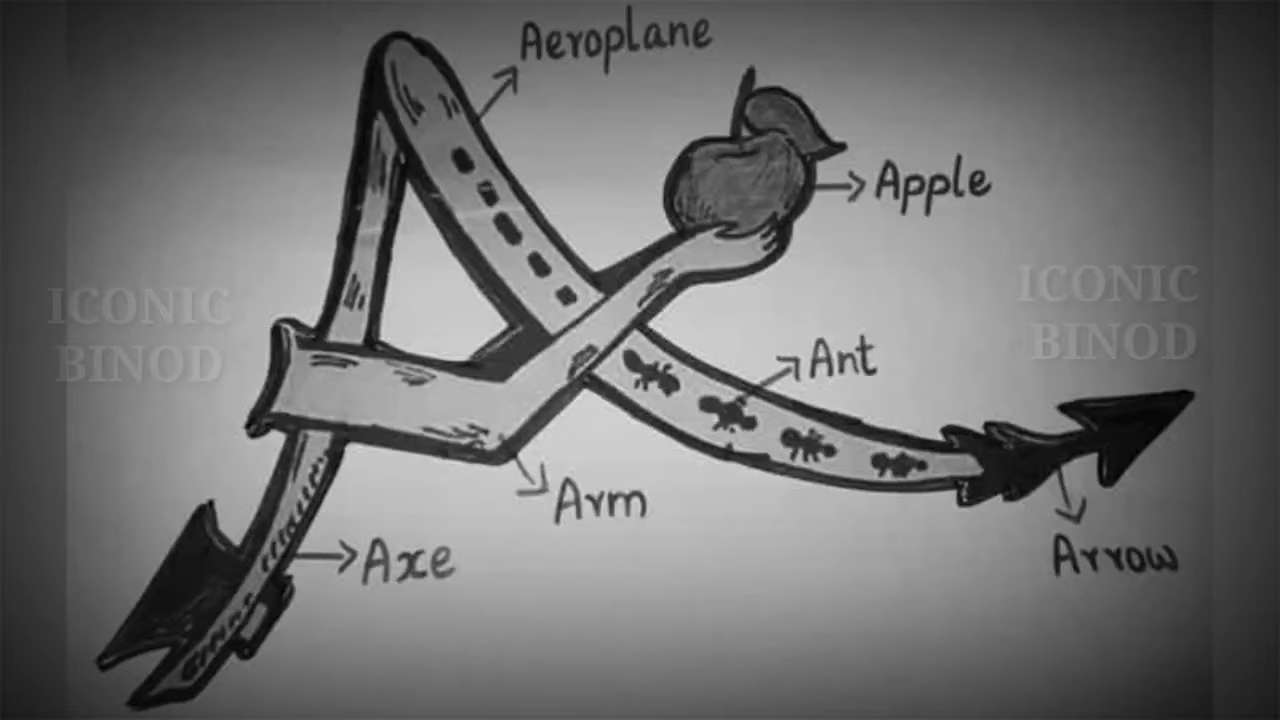 Aeroplane
Apple
ICONIC
BINOD
ICONIC
BINOD
Ant
Arm
Axe
Arrow